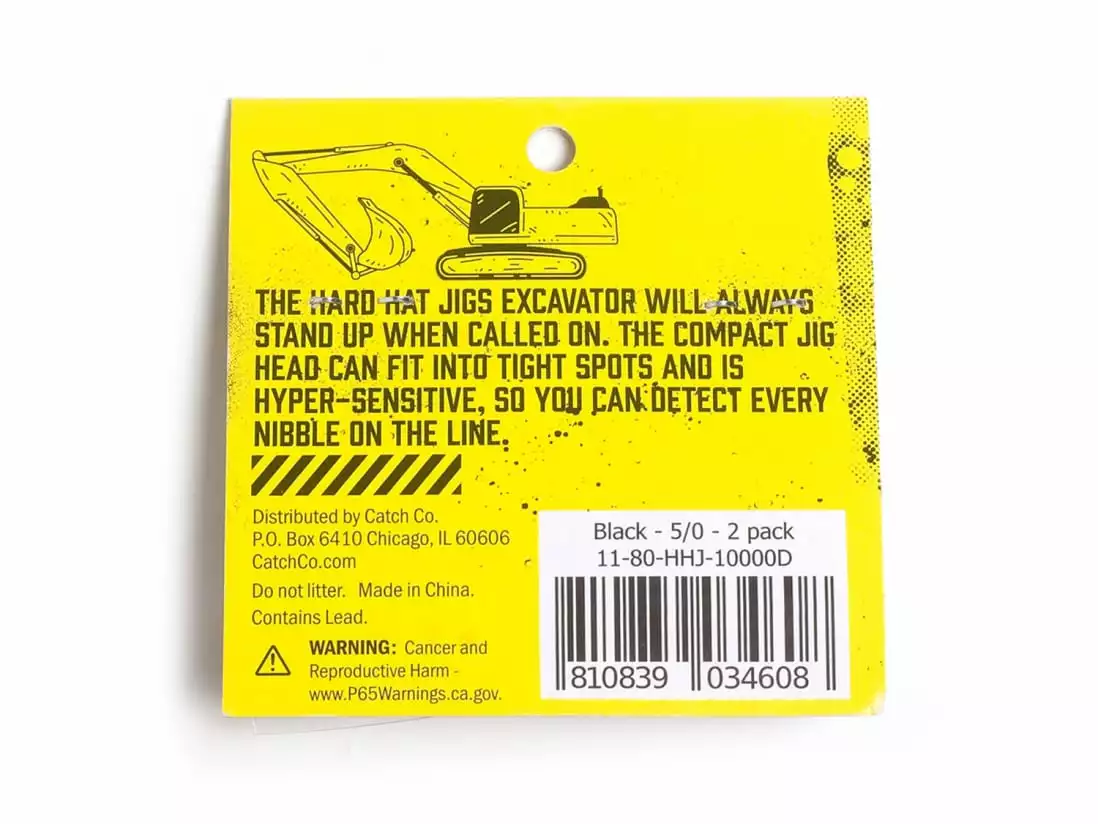 THE HARD HAT JIGS EXCAVATOR WILL ALWAYS
STAND UP WHEN CALLED ON. THE COMPACT JIG
HEAD CAN FIT INTO TIGHT SPOTS AND IS
HYPER-SENSITIVE, SO YOU CAN DETECT EVERY
NIBBLE ON THE LINE.
Distributed by Catch Co.
P.O. Box 6410 Chicago, IL 60606
CatchCo.com
Do not litter. Made in China.
Contains Lead.
WARNING: Cancer and
Reproductive Harm -
www.P65Warnings.ca.gov.
Black - 5/0 - 2 pack
11-80-HHJ-10000D
810839 034608